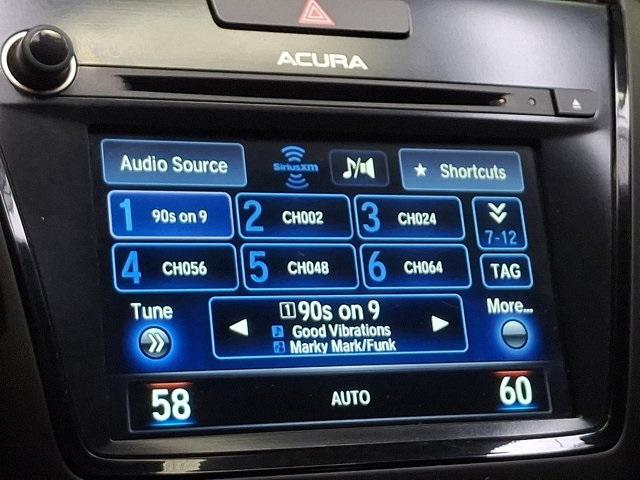 ACURA
Audio Source
SiriusXM
Shortcuts
1 90s on 9
2 CH002
3 CH024
7-12
4 CH056
5 CH048
6 CH064
TAG
Tune
1 90s on 9
Good Vibrations
Marky Mark/Funk
More...
58
AUTO
60